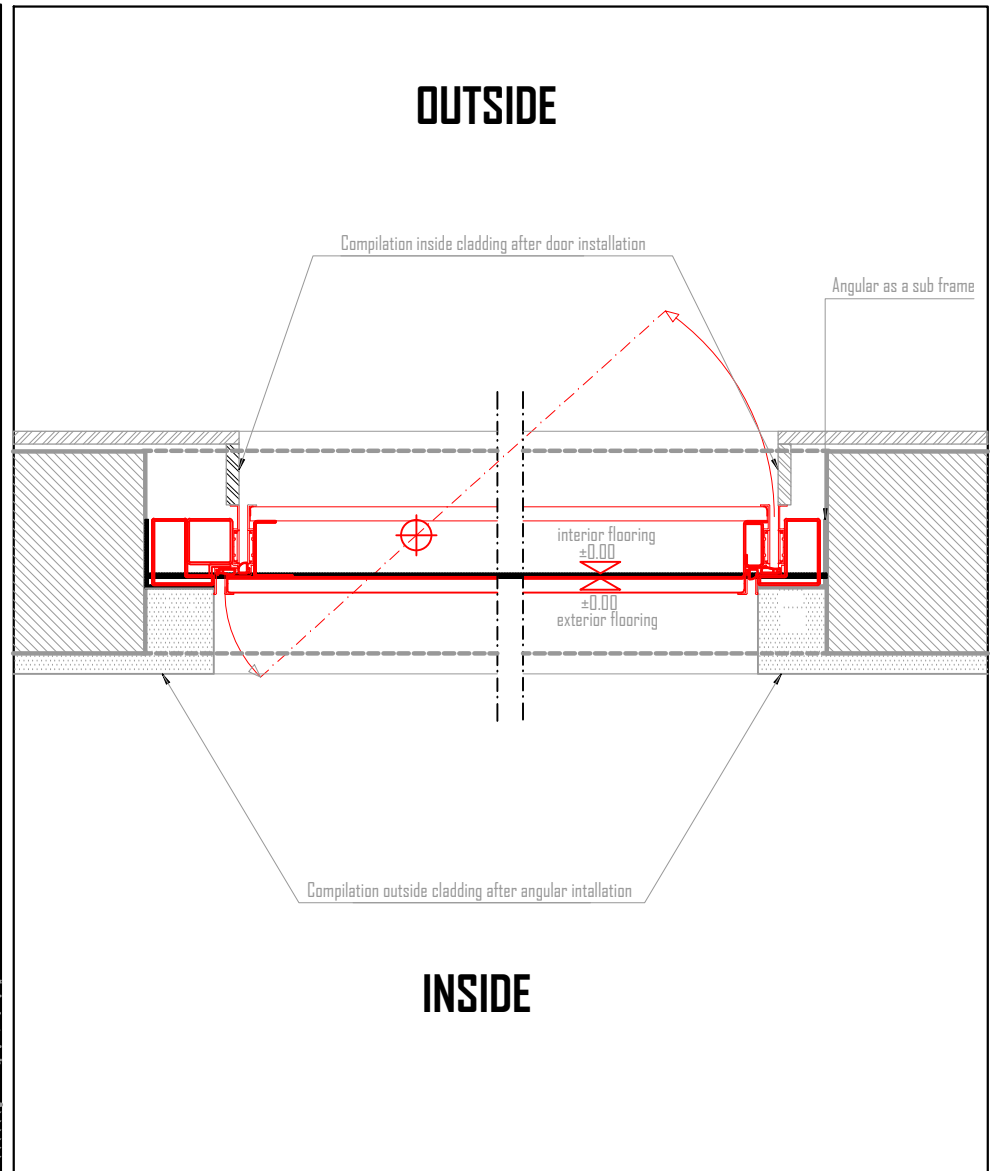 OUTSIDE
Compilation inside cladding after door installation
Angular as a sub frame
interior flooring
±0.00
±0.00
exterior flooring
Compilation outside cladding after angular intallation
INSIDE